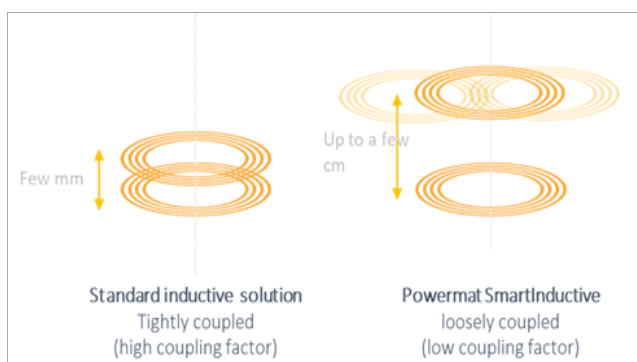 Few mm
Up to a few
cm
Standard inductive solution
Tightly coupled
(high coupling factor)
Powermat SmartInductive
loosely coupled
(low coupling factor)